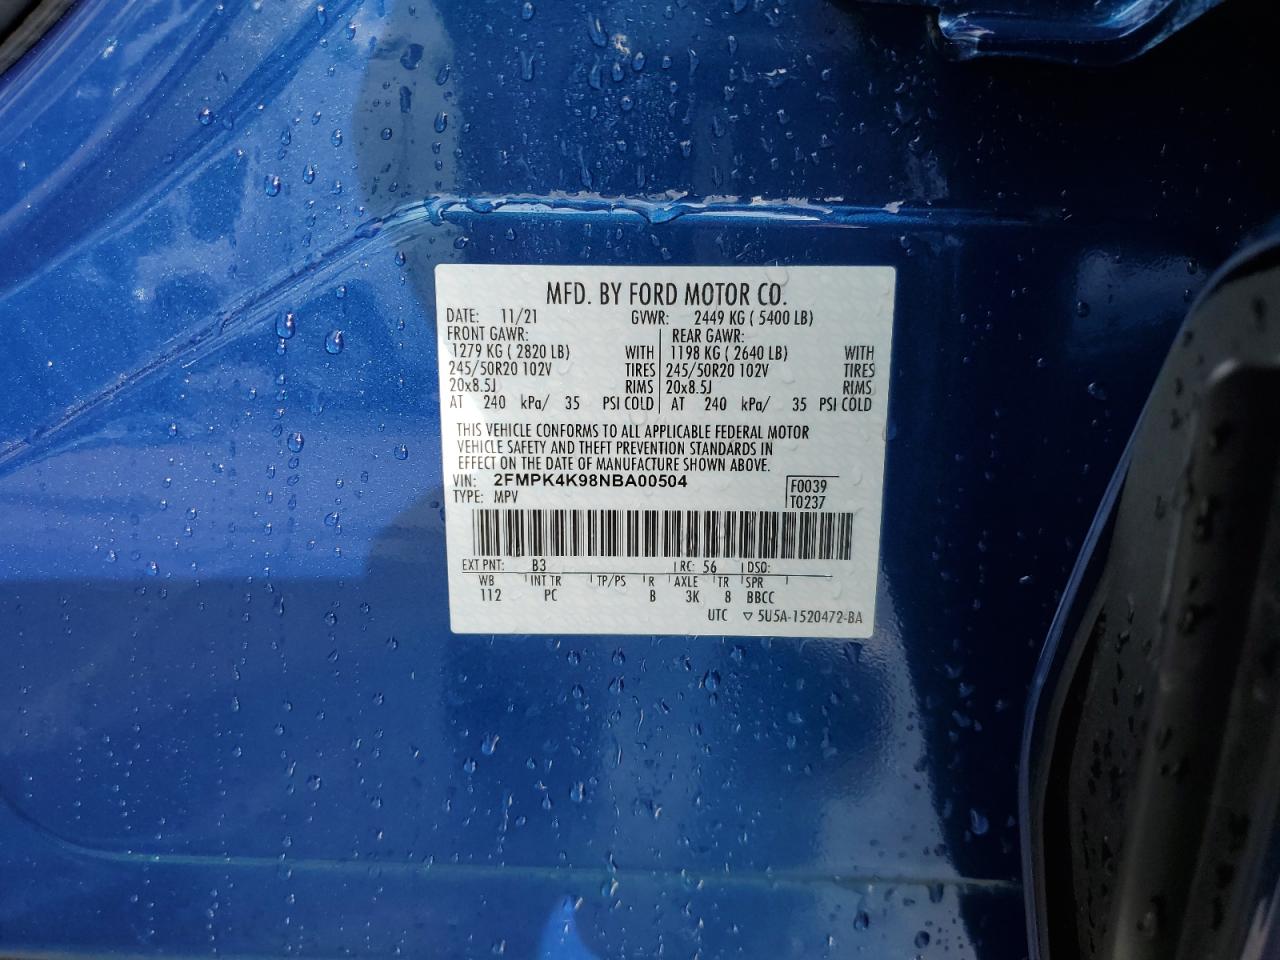 MFD. BY FORD MOTOR CO.
DATE: 11/21 GVWR: 2449 KG ( 5400 LB)
FRONT GAWR: REAR GAWR:
1279 KG ( 2820 LB) WITH 1198 KG ( 2640 LB) WITH
245/50R20 102V TIRES 245/50R20 102V TIRES
20x8.5J RIMS 20x8.5J RIMS
AT 240 kPa/ 35 PSI COLD AT 240 kPa/ 35 PSI COLD
THIS VEHICLE CONFORMS TO ALL APPLICABLE FEDERAL MOTOR
VEHICLE SAFETY AND THEFT PREVENTION STANDARDS IN
EFFECT ON THE DATE OF MANUFACTURE SHOWN ABOVE.
VIN: 2FMPK4K98NBA00504 F0039
TYPE: MPV T0237
EXT PNT: B3 RC: 56 DSO:
WB INT TR TP/PS R AXLE TR SPR
112 PC B 3K 8 BBCC
UTC ▽ 5U5A-1520472-BA